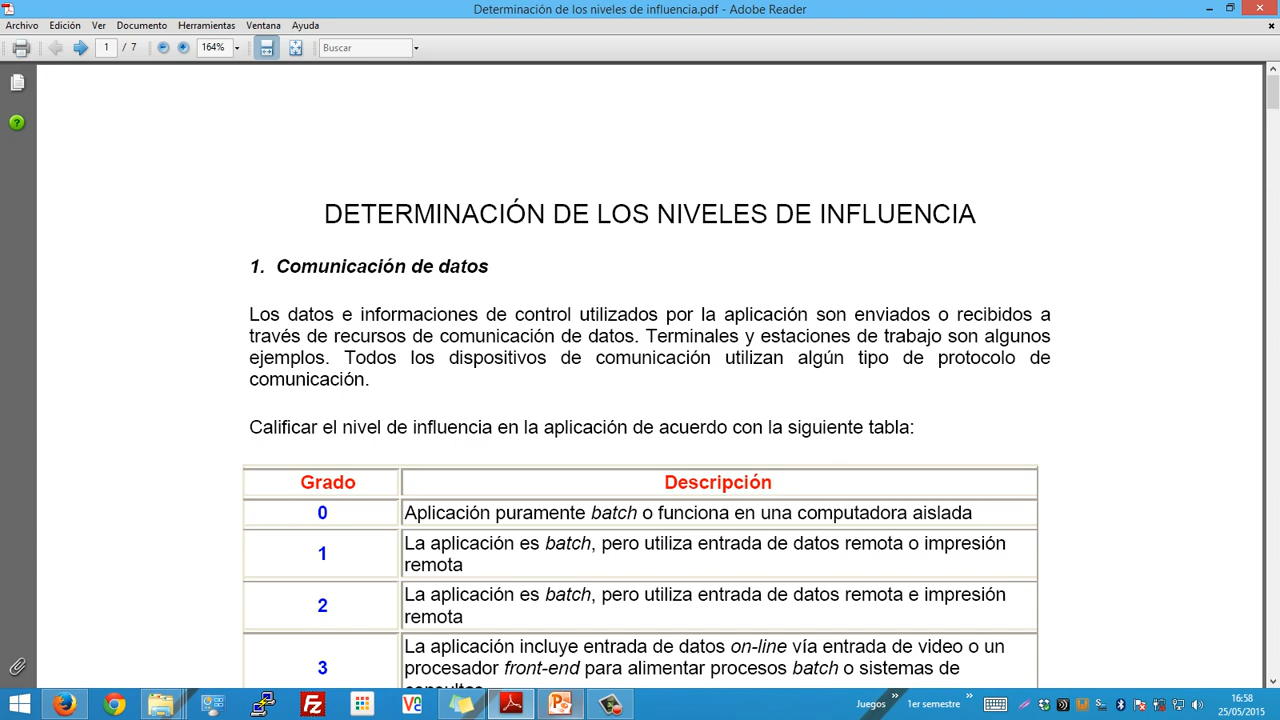 Determinación de los niveles de influencia.pdf - Adobe Reader
Archivo Edición Ver Documento Herramientas Ventana Ayuda
1 / 7 164% Buscar
DETERMINACIÓN DE LOS NIVELES DE INFLUENCIA
1. Comunicación de datos
Los datos e informaciones de control utilizados por la aplicación son enviados o recibidos a
través de recursos de comunicación de datos. Terminales y estaciones de trabajo son algunos
ejemplos. Todos los dispositivos de comunicación utilizan algún tipo de protocolo de
comunicación.
Calificar el nivel de influencia en la aplicación de acuerdo con la siguiente tabla:
Grado Descripción
0 Aplicación puramente batch o funciona en una computadora aislada
1 La aplicación es batch, pero utiliza entrada de datos remota o impresión
remota
2 La aplicación es batch, pero utiliza entrada de datos remota e impresión
remota
3 La aplicación incluye entrada de datos on-line vía entrada de video o un
procesador front-end para alimentar procesos batch o sistemas de
Juegos » 1er semestre » 16:58
25/05/2015